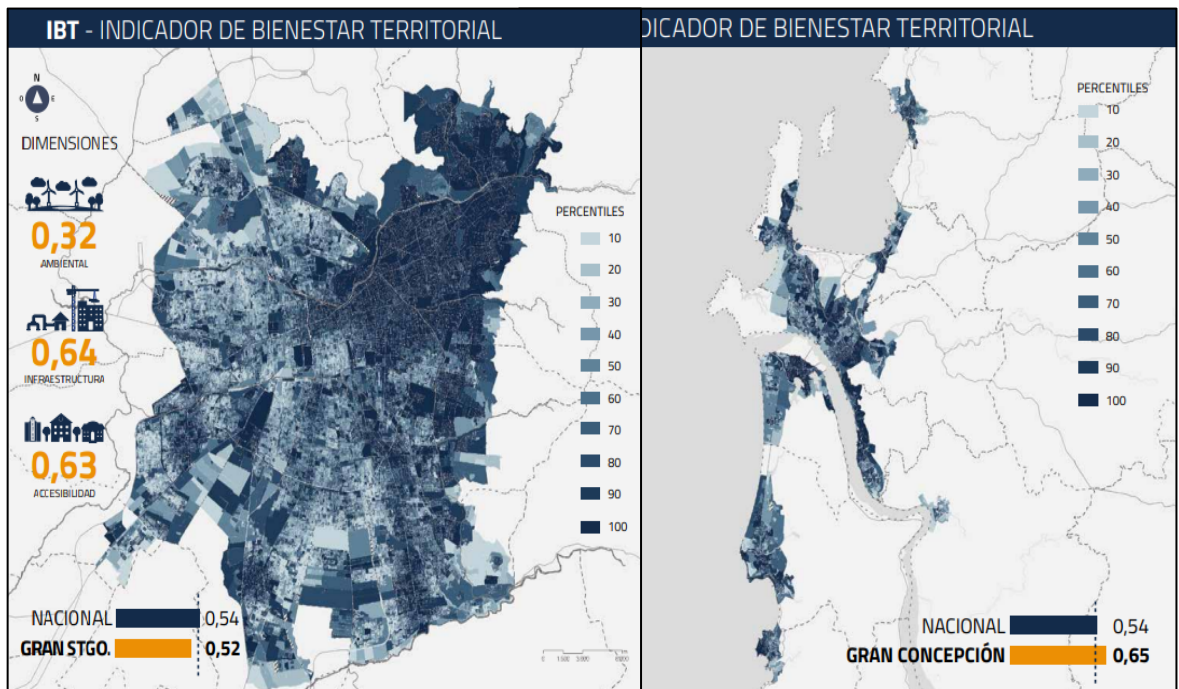 IBT - INDICADOR DE BIENESTAR TERRITORIAL
N
O E
S
DIMENSIONES
0,32
AMBIENTAL
0,64
INFRAESTRUCTURA
0,63
ACCESIBILIDAD
PERCENTILES
10
20
30
40
50
60
70
80
90
100
NACIONAL 0,54
GRAN STGO. 0,52
DICADOR DE BIENESTAR TERRITORIAL
PERCENTILES
10
20
30
40
50
60
70
80
90
100
NACIONAL 0,54
GRAN CONCEPCIÓN 0,65